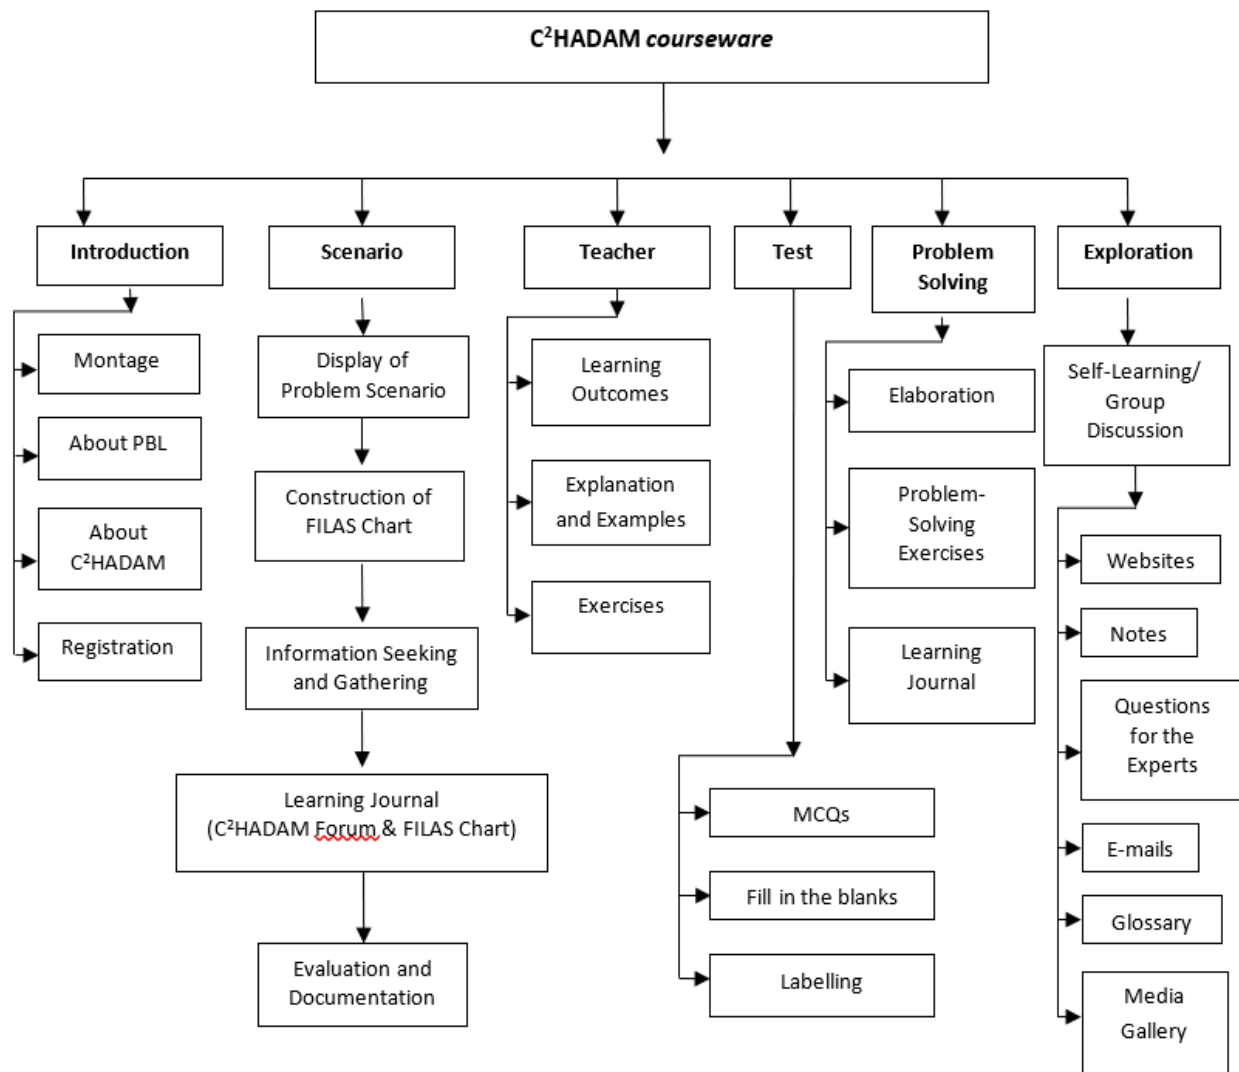 C²HADAM courseware
Introduction
Scenario
Teacher
Test
Problem
Solving
Exploration
Montage
About PBL
About
C²HADAM
Registration
Display of
Problem Scenario
Construction of
FILAS Chart
Information Seeking
and Gathering
Learning Journal
(C²HADAM Forum & FILAS Chart)
Evaluation and
Documentation
Learning
Outcomes
Explanation
and Examples
Exercises
MCQs
Fill in the blanks
Labelling
Elaboration
Problem-
Solving
Exercises
Learning
Journal
Self-Learning/
Group
Discussion
Websites
Notes
Questions
for the
Experts
E-mails
Glossary
Media
Gallery